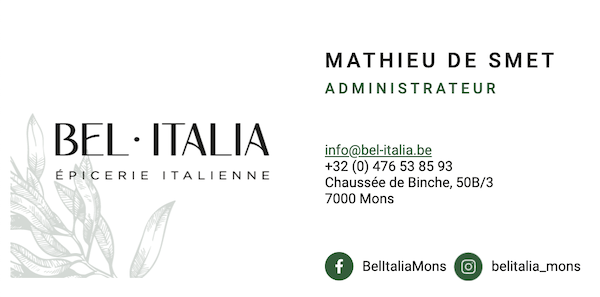 BEL·ITALIA
ÉPICERIE ITALIENNE
MATHIEU DE SMET
ADMINISTRATEUR
info@bel-italia.be
+32 (0) 476 53 85 93
Chaussée de Binche, 50B/3
7000 Mons
BelItaliaMons belitalia_mons